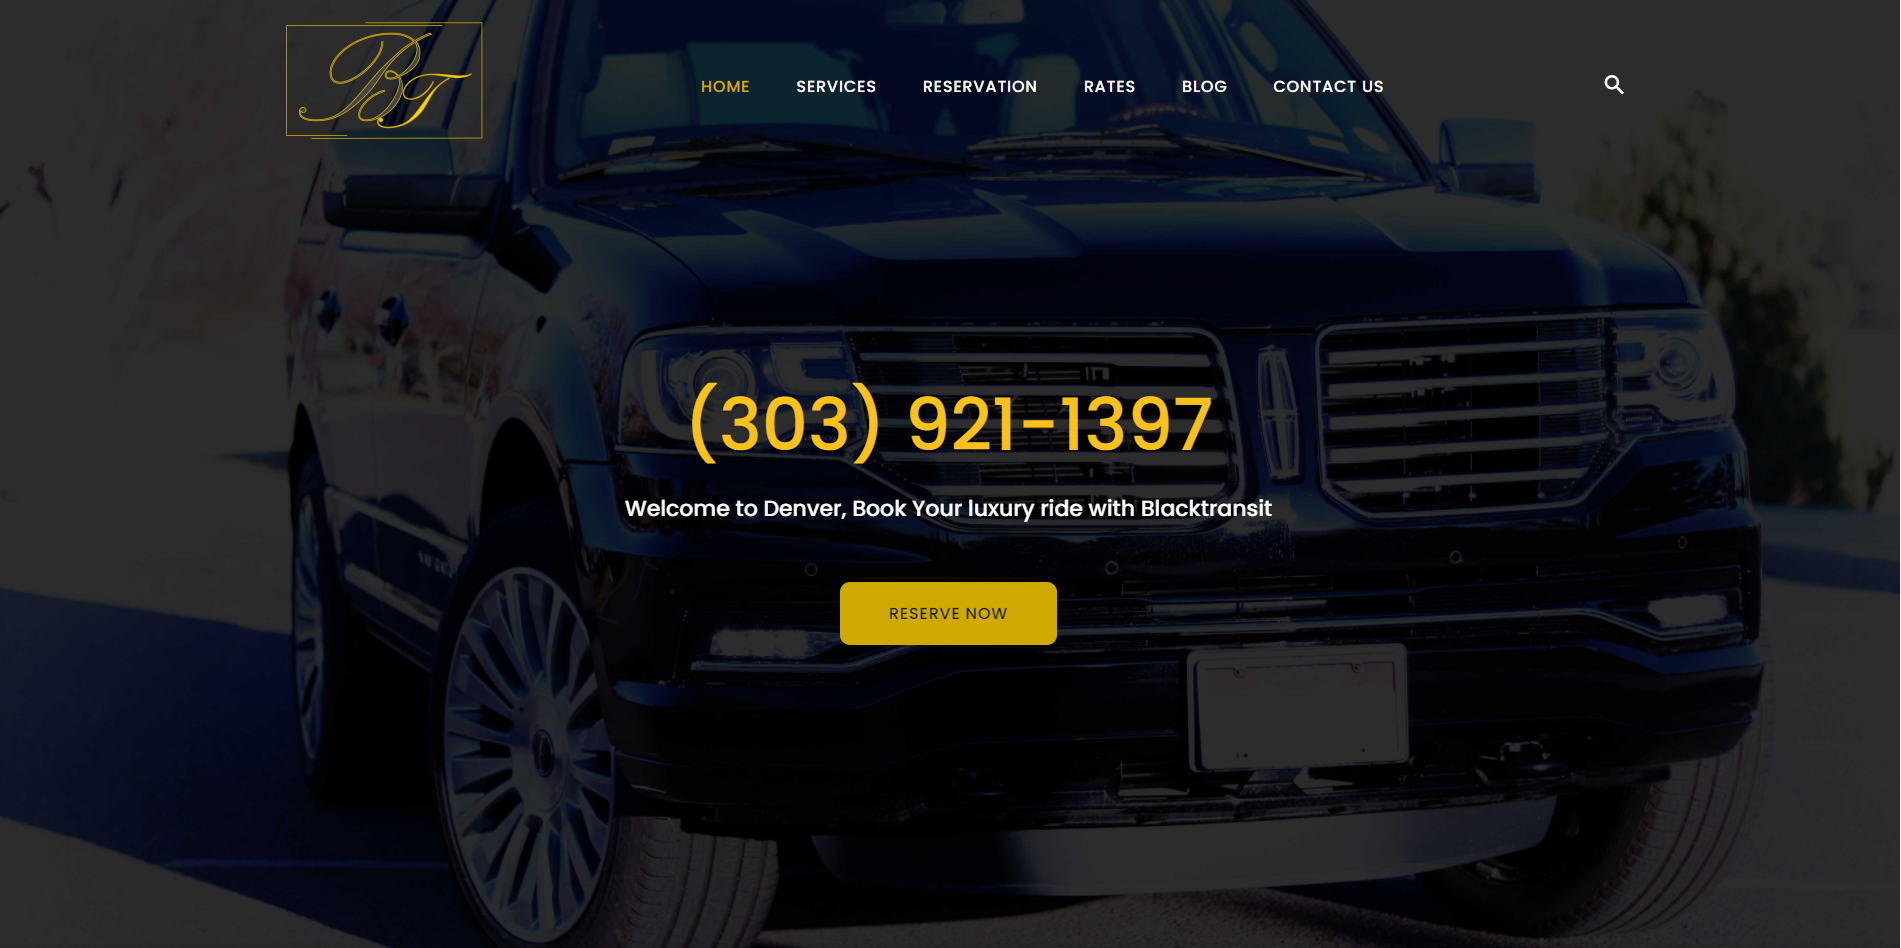 BT
HOME SERVICES RESERVATION RATES BLOG CONTACT US
(303) 921-1397
Welcome to Denver, Book Your luxury ride with Blacktransit
RESERVE NOW